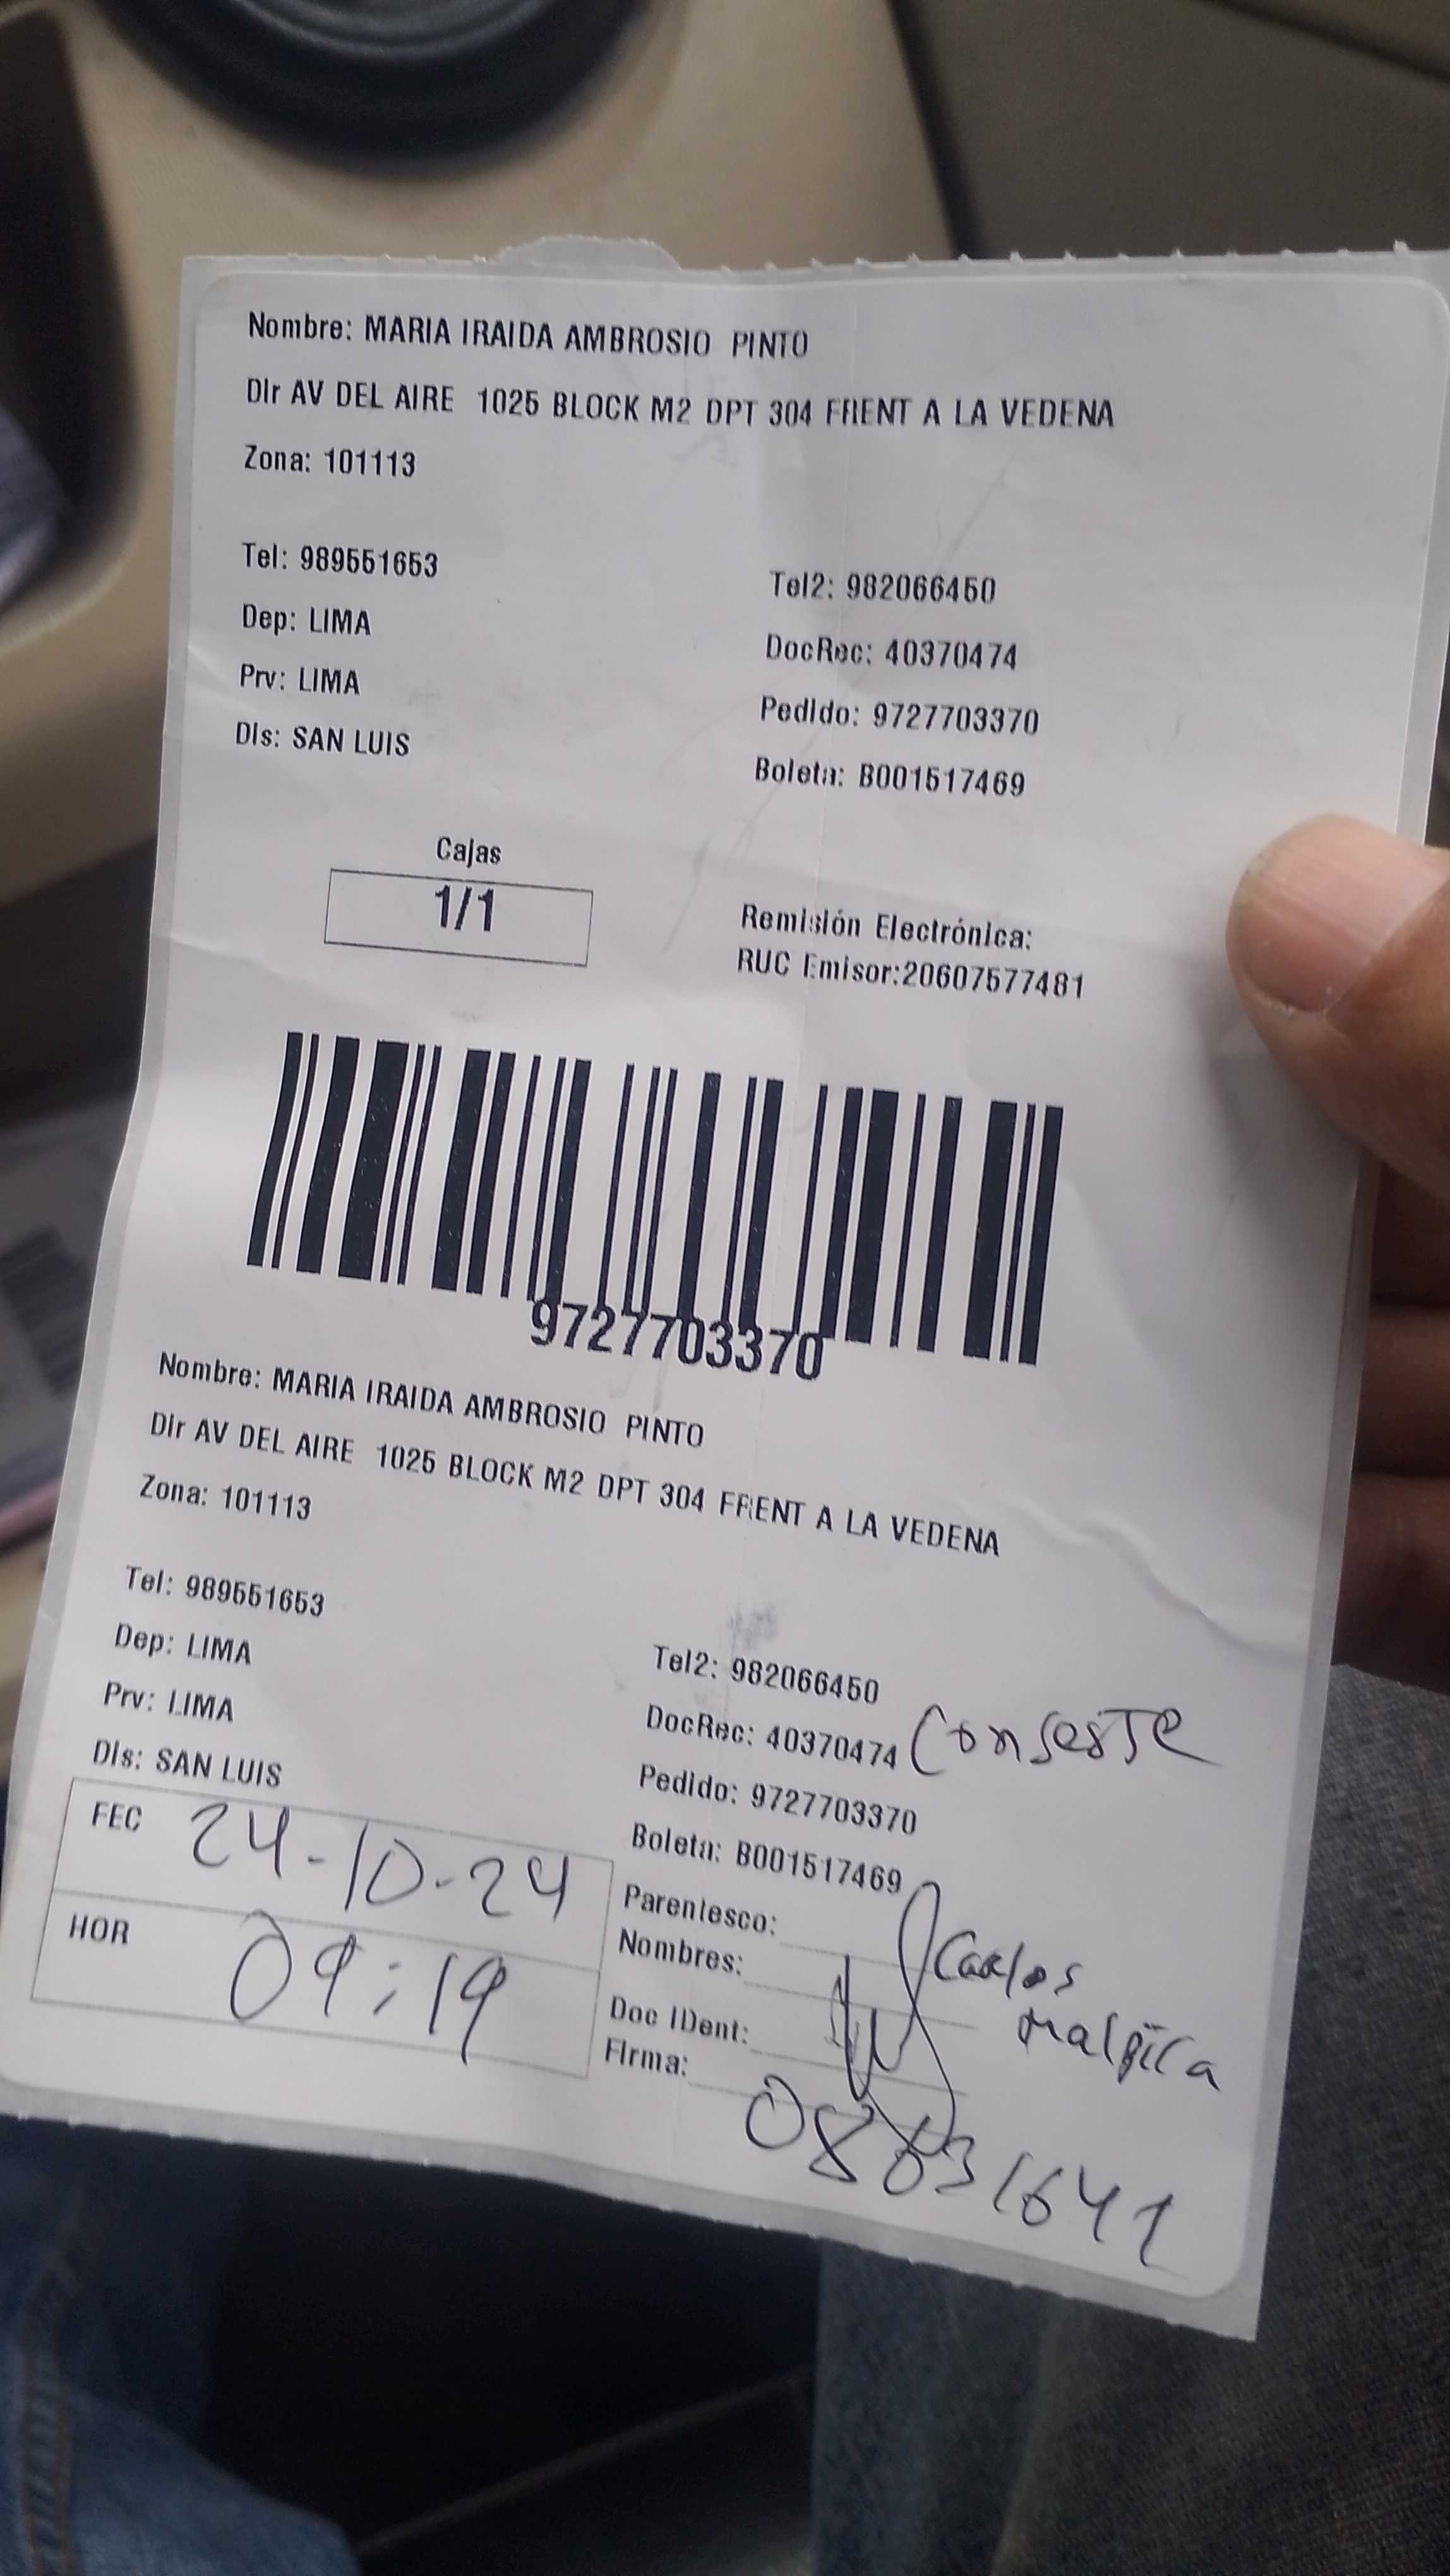 Nombre: MARIA IRAIDA AMBROSIO PINTO
Dir AV DEL AIRE 1025 BLOCK M2 DPT 304 FRENT A LA VEDENA
Zona: 101113
Tel: 989551653
Tel2: 982066450
Dep: LIMA
DocRec: 40370474
Prv: LIMA
Pedido: 9727703370
Dis: SAN LUIS
Boleta: B001517469
Cajas
1/1
Remisión Electrónica:
RUC Emisor:20607577481
9727703370
Nombre: MARIA IRAIDA AMBROSIO PINTO
Dir AV DEL AIRE 1025 BLOCK M2 DPT 304 FRENT A LA VEDENA
Zona: 101113
Tel: 989551653
Tel2: 982066450
Dep: LIMA
DocRec: 40370474
Prv: LIMA
Pedido: 9727703370
Dis: SAN LUIS
Boleta: B001517469
FEC 24-10-24
HOR 09:19
Parentesco:
Nombres: Carlos
malpica
Doc IDent:
Firma:
08831641